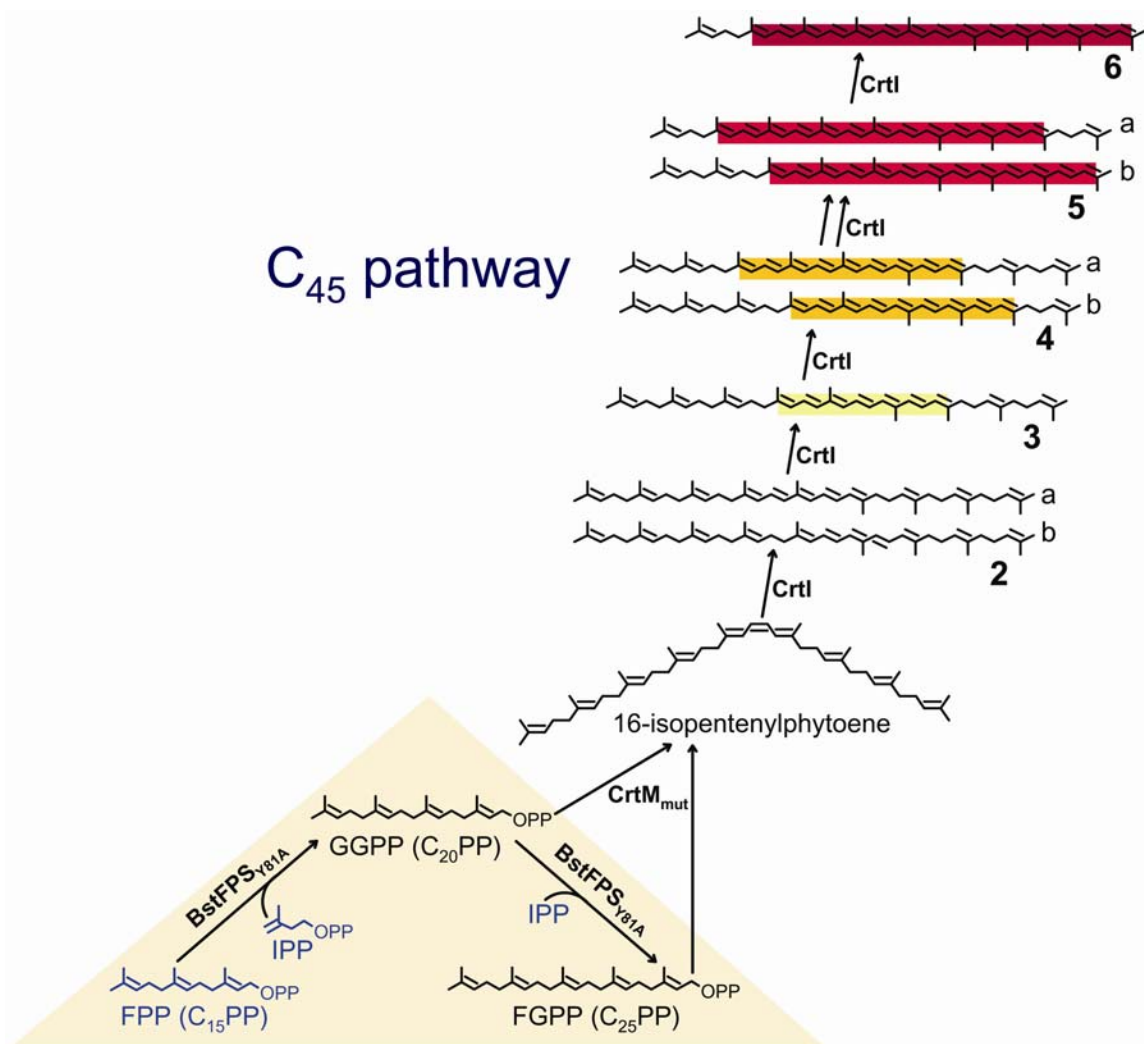 6
CrtI
a
b
5
CrtI
C45 pathway
a
b
4
CrtI
3
CrtI
a
b
2
CrtI
16-isopentenylphytoene
CrtMmut
OPP
GGPP (C20PP)
BstFPSY81A
BstFPSY81A
IPP
OPP
IPP
OPP
FPP (C15PP)
OPP
FGPP (C25PP)